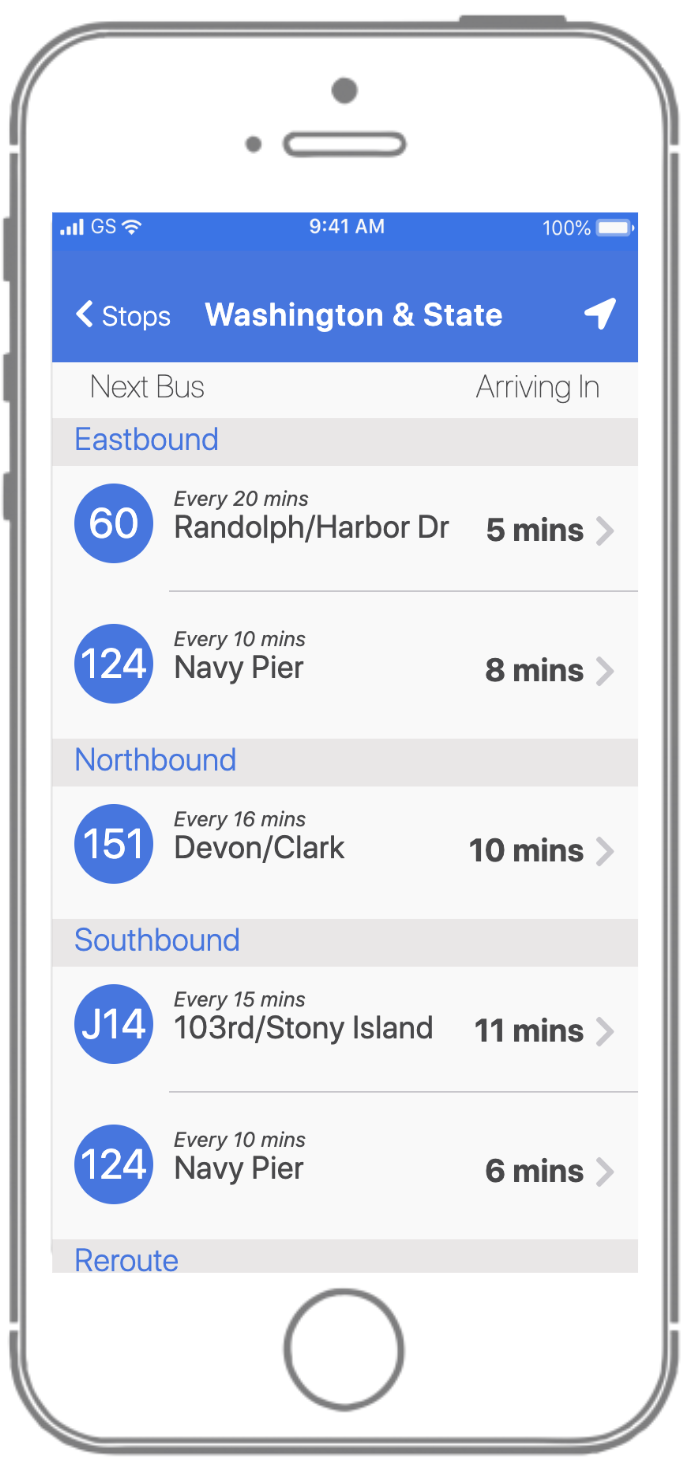 GS 9:41 AM 100%
Stops Washington & State
Next Bus Arriving In
Eastbound
Every 20 mins
60 Randolph/Harbor Dr 5 mins
Every 10 mins
124 Navy Pier 8 mins
Northbound
Every 16 mins
151 Devon/Clark 10 mins
Southbound
Every 15 mins
J14 103rd/Stony Island 11 mins
Every 10 mins
124 Navy Pier 6 mins
Reroute